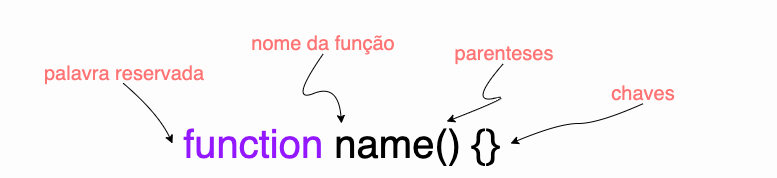 nome da função
parenteses
palavra reservada
chaves
function name() {}